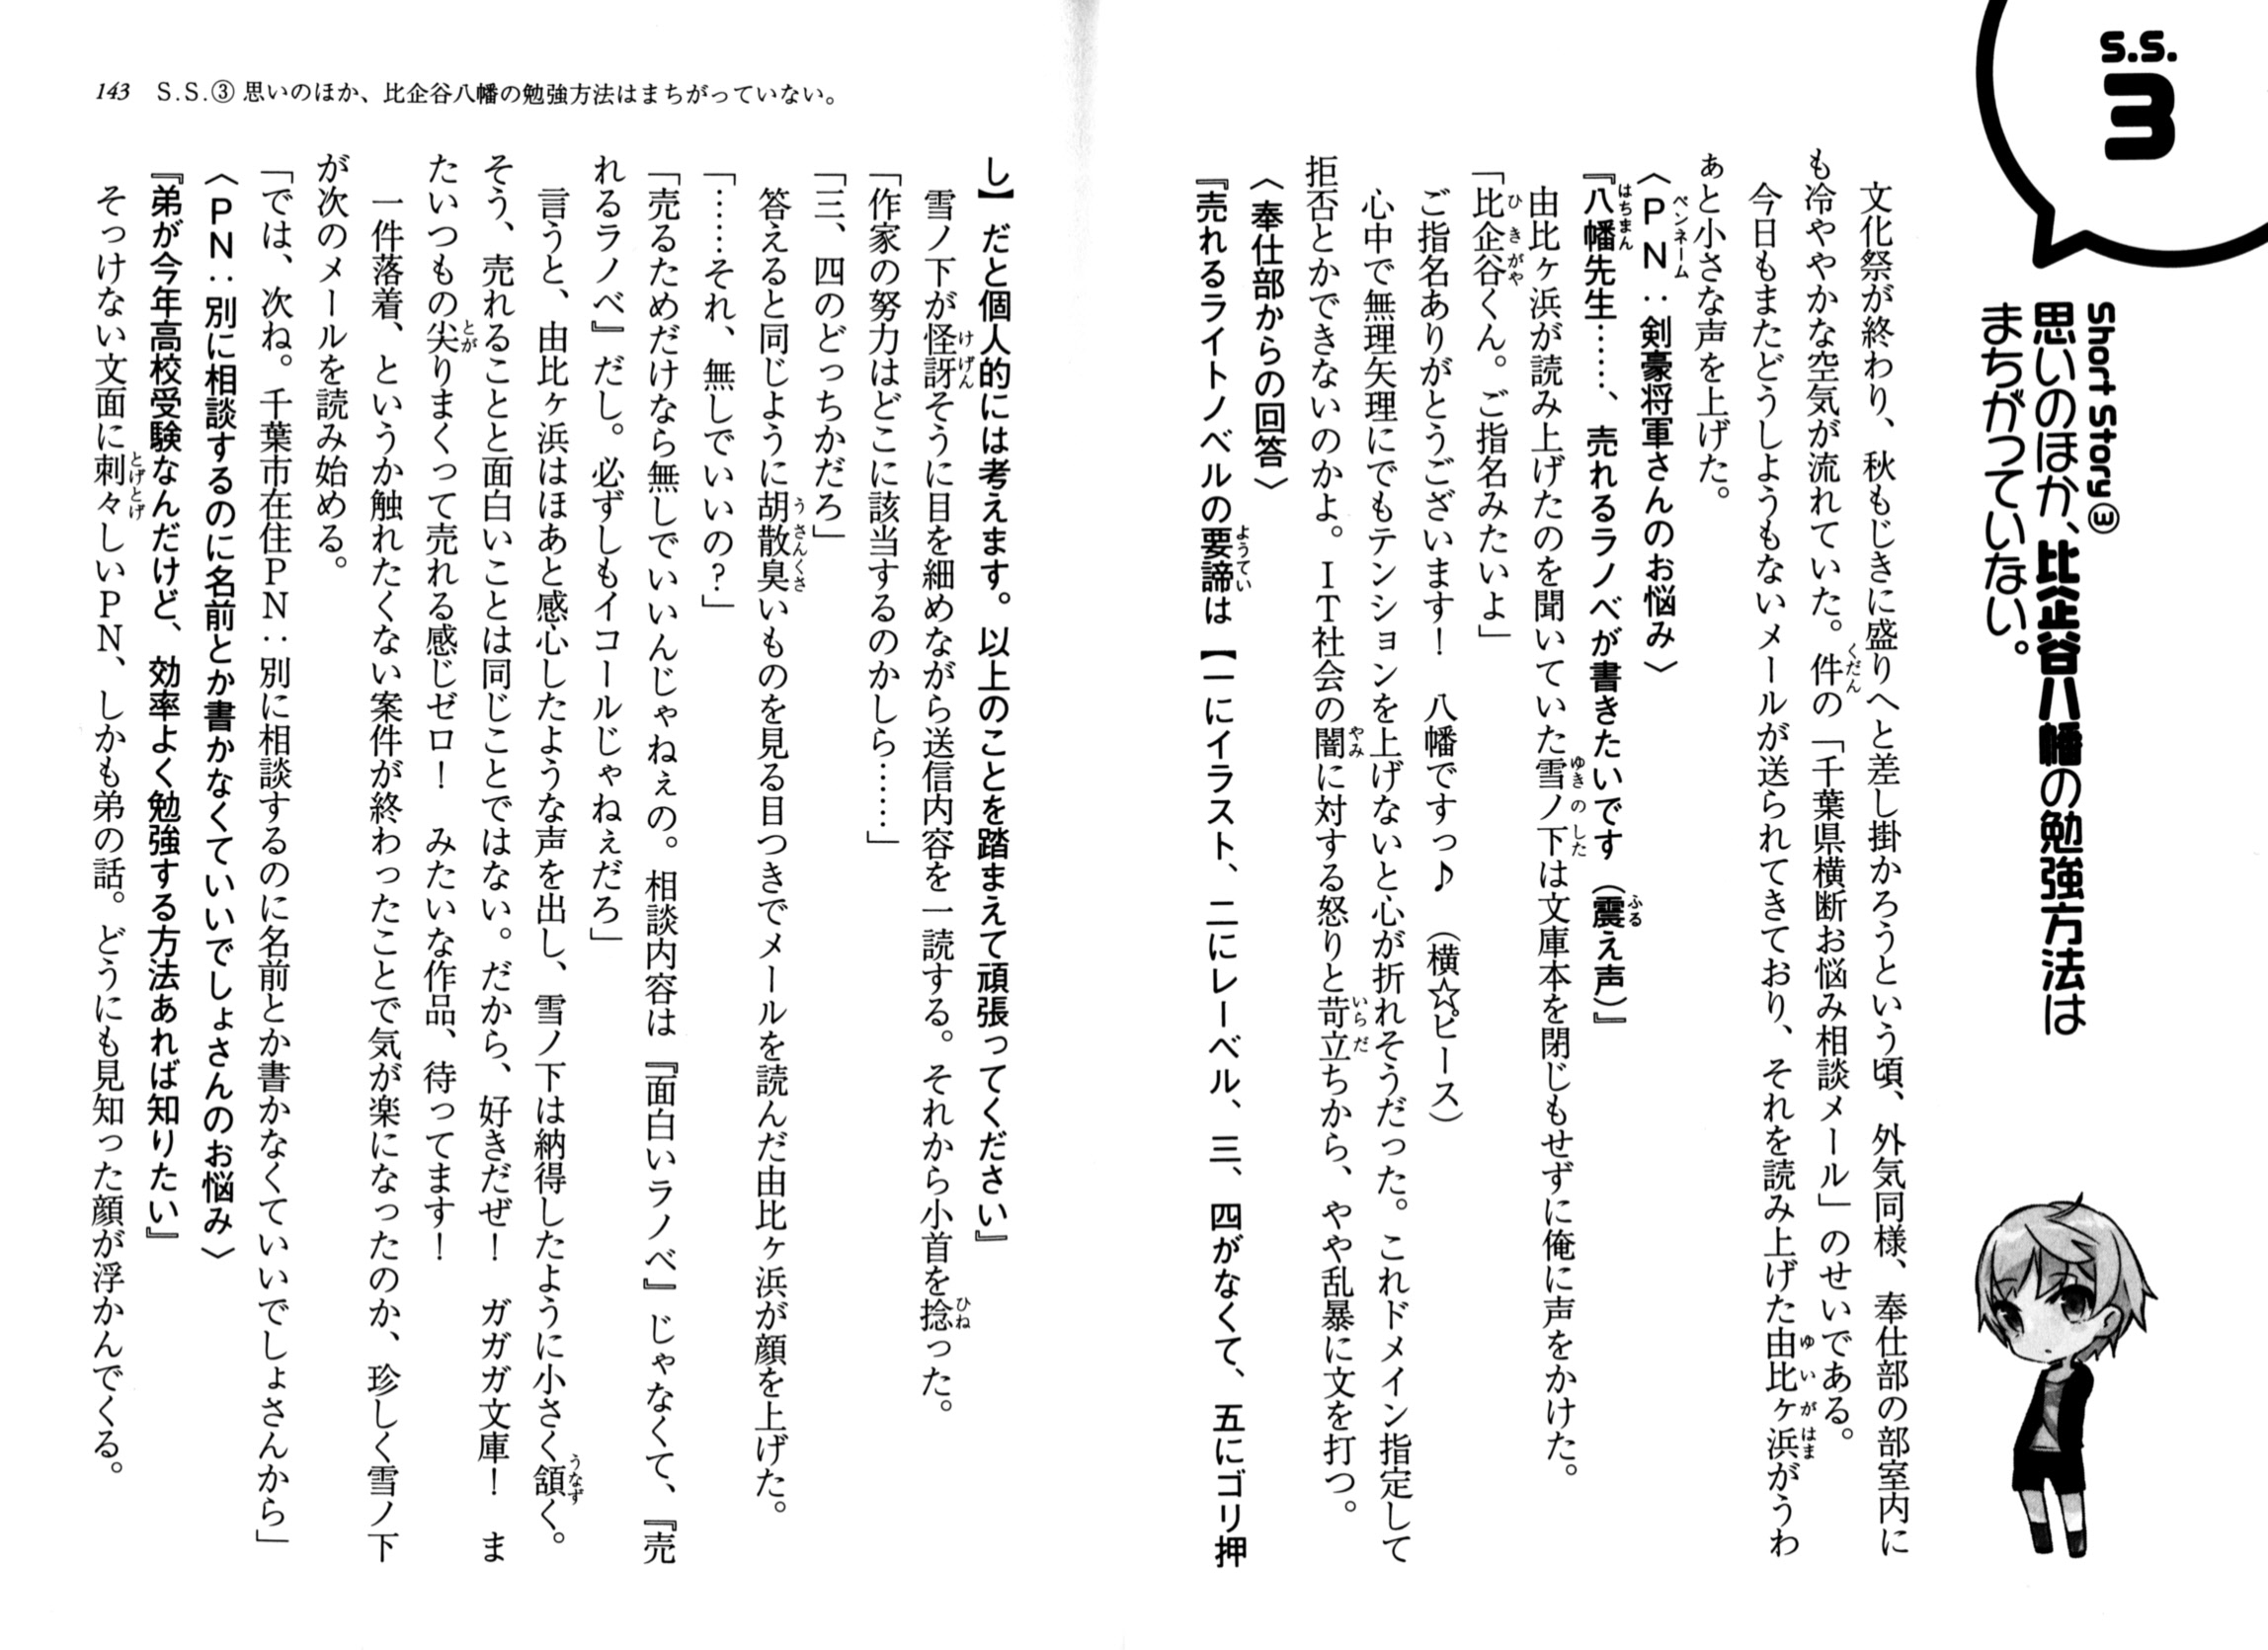 S.S.
3
Short Story③
思いのほか、比企谷八幡の勉強方法は
まちがっていない。
文化祭が終わり、秋もじきに盛りへと差し掛かろうという頃、外気同様、奉仕部の部室内に
も冷ややかな空気が流れていた。件の「千葉県横断お悩み相談メール」のせいである。
今日もまたどうしようもないメールが送られてきており、それを読み上げた由比ヶ浜がうわ
ぁと小さな声を上げた。
〈PN：剣豪将軍さんのお悩み〉
『八幡先生……、売れるラノベが書きたいです（震え声）』
由比ヶ浜が読み上げたのを聞いていた雪ノ下は文庫本を閉じもせずに俺に声をかけた。
「比企谷くん。ご指名みたいよ」
ご指名ありがとうございます！　八幡ですっ♪（横☆ピース）
心中で無理矢理にでもテンションを上げないと心が折れそうだった。これドメイン指定して
拒否とかできないのかよ。IT社会の闇に対する怒りと苛立ちから、やや乱暴に文を打つ。
〈奉仕部からの回答〉
『売れるライトノベルの要諦は【一にイラスト、二にレーベル、三、四がなくて、五にゴリ押
143　S.S.③ 思いのほか、比企谷八幡の勉強方法はまちがっていない。
し】だと個人的には考えます。以上のことを踏まえて頑張ってください』
雪ノ下が怪訝そうに目を細めながら送信内容を一読する。それから小首を捻った。
「作家の努力はどこに該当するのかしら……」
「三、四のどっちかだろ」
答えると同じように胡散臭いものを見る目つきでメールを読んだ由比ヶ浜が顔を上げた。
「……それ、無しでいいの？」
「売るためだけなら無しでいいんじゃねぇの。相談内容は『面白いラノベ』じゃなくて、『売
れるラノベ』だし。必ずしもイコールじゃねぇだろ」
言うと、由比ヶ浜はほあと感心したような声を出し、雪ノ下は納得したように小さく頷く。
そう、売れることと面白いことは同じことではない。だから、好きだぜ！　ガガガ文庫！　ま
たいつもの尖りまくって売れる感じゼロ！　みたいな作品、待ってます！
一件落着、というか触れたくない案件が終わったことで気が楽になったのか、珍しく雪ノ下
が次のメールを読み始める。
「では、次ね。千葉市在住PN：別に相談するのに名前とか書かなくていいでしょさんから」
〈PN：別に相談するのに名前とか書かなくていいでしょさんのお悩み〉
『弟が今年高校受験なんだけど、効率よく勉強する方法あれば知りたい』
そっけない文面に刺々しいPN、しかも弟の話。どうにも見知った顔が浮かんでくる。